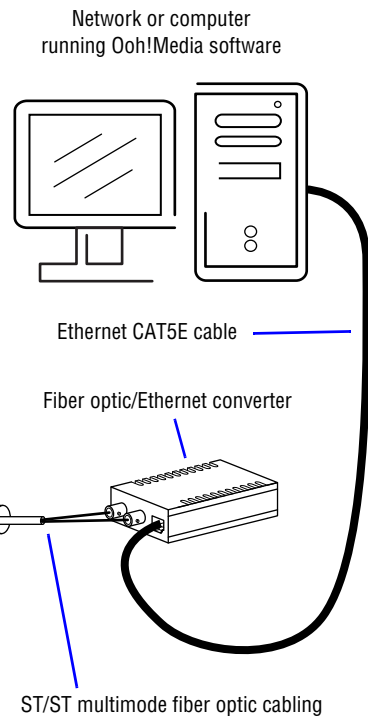 Network or computer
running Ooh!Media software
Ethernet CAT5E cable
Fiber optic/Ethernet converter
ST/ST multimode fiber optic cabling